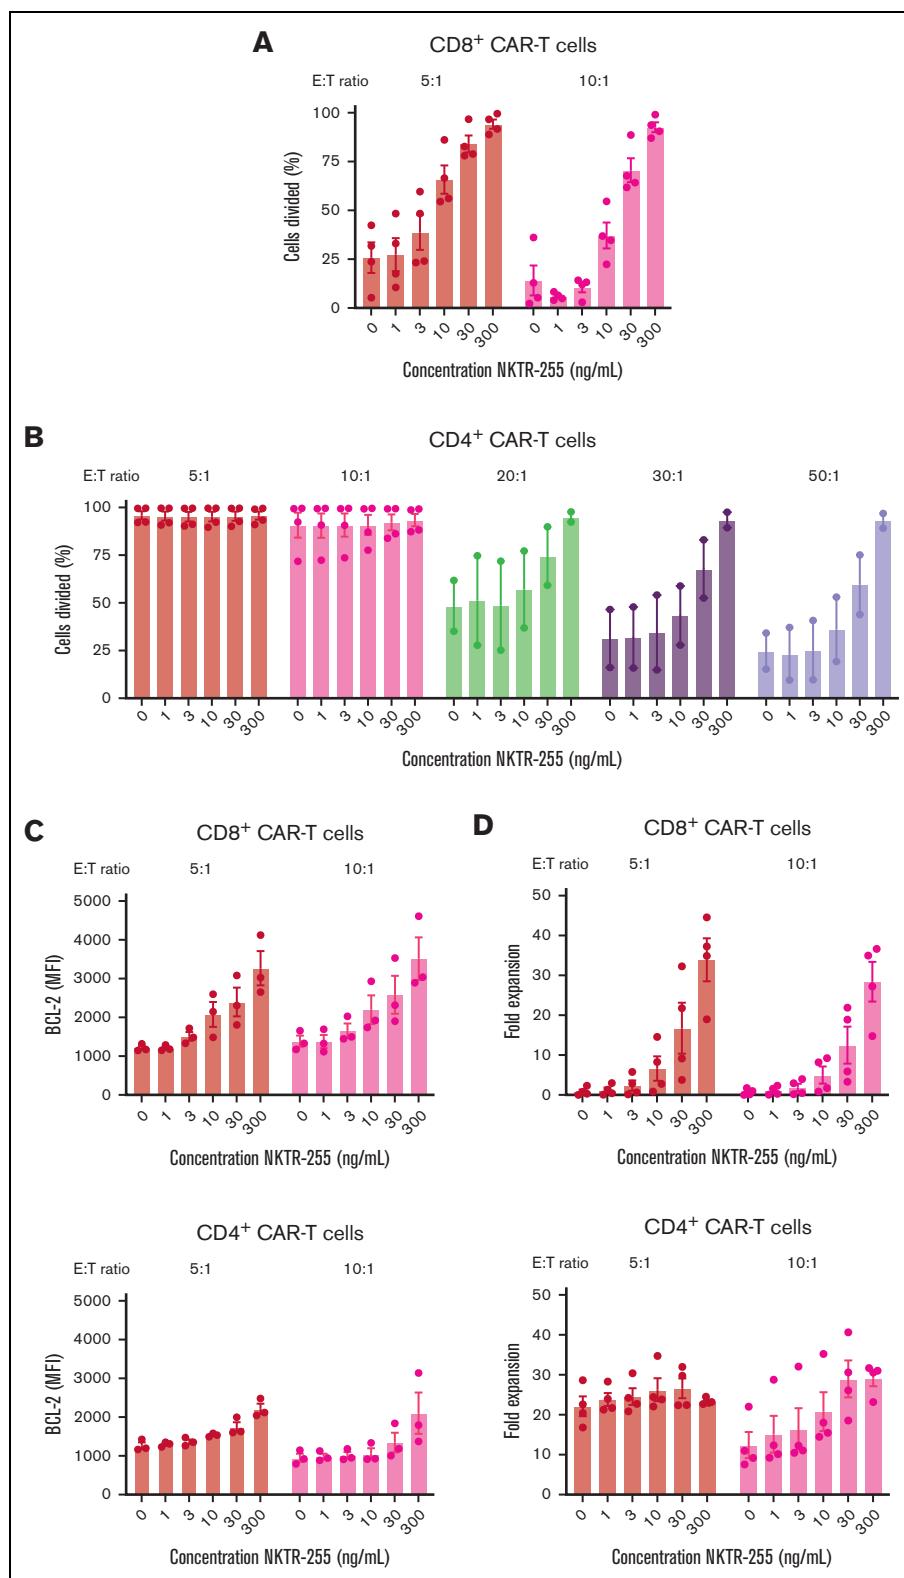 A
CD8+ CAR-T cells
E:T ratio 5:1 10:1
Cells divided (%)
100
75
50
25
0
0 1 3 10 30 300 0 1 3 10 30 300
Concentration NKTR-255 (ng/mL)
B
CD4+ CAR-T cells
E:T ratio 5:1 10:1 20:1 30:1 50:1
Cells divided (%)
100
75
50
25
0
0 1 3 10 30 300 0 1 3 10 30 300 0 1 3 10 30 300 0 1 3 10 30 300 0 1 3 10 30 300
Concentration NKTR-255 (ng/mL)
C
CD8+ CAR-T cells
E:T ratio 5:1 10:1
BCL-2 (MFI)
5000
4000
3000
2000
1000
0
0 1 3 10 30 300 0 1 3 10 30 300
Concentration NKTR-255 (ng/mL)
CD4+ CAR-T cells
E:T ratio 5:1 10:1
BCL-2 (MFI)
5000
4000
3000
2000
1000
0
0 1 3 10 30 300 0 1 3 10 30 300
Concentration NKTR-255 (ng/mL)
D
CD8+ CAR-T cells
E:T ratio 5:1 10:1
Fold expansion
50
40
30
20
10
0
0 1 3 10 30 300 0 1 3 10 30 300
Concentration NKTR-255 (ng/mL)
CD4+ CAR-T cells
E:T ratio 5:1 10:1
Fold expansion
50
40
30
20
10
0
0 1 3 10 30 300 0 1 3 10 30 300
Concentration NKTR-255 (ng/mL)